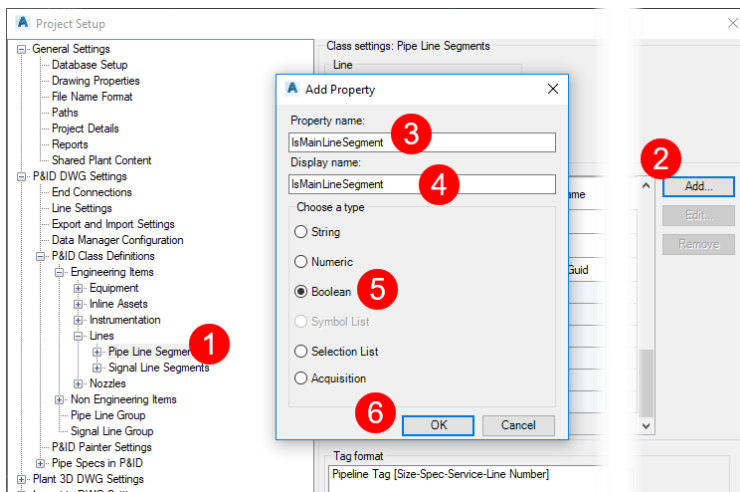 Project Setup
General Settings
Database Setup
Drawing Properties
File Name Format
Paths
Project Details
Reports
Shared Plant Content
P&ID DWG Settings
End Connections
Line Settings
Export and Import Settings
Data Manager Configuration
P&ID Class Definitions
Engineering Items
Equipment
Inline Assets
Instrumentation
Lines
Pipe Line Segmen
1
Signal Line Segments
Nozzles
Non Engineering Items
Pipe Line Group
Signal Line Group
P&ID Painter Settings
Pipe Specs in P&ID
Plant 3D DWG Settings
Class settings: Pipe Line Segments
Line
Add Property
Property name:
IsMainLineSegment
3
Display name:
IsMainLineSegment
4
Choose a type
String
Numeric
Boolean
5
Symbol List
Selection List
Acquisition
6
OK
Cancel
2
ame
Guid
Add...
Edit...
Remove
Tag format
Pipeline Tag [Size-Spec-Service-Line Number]